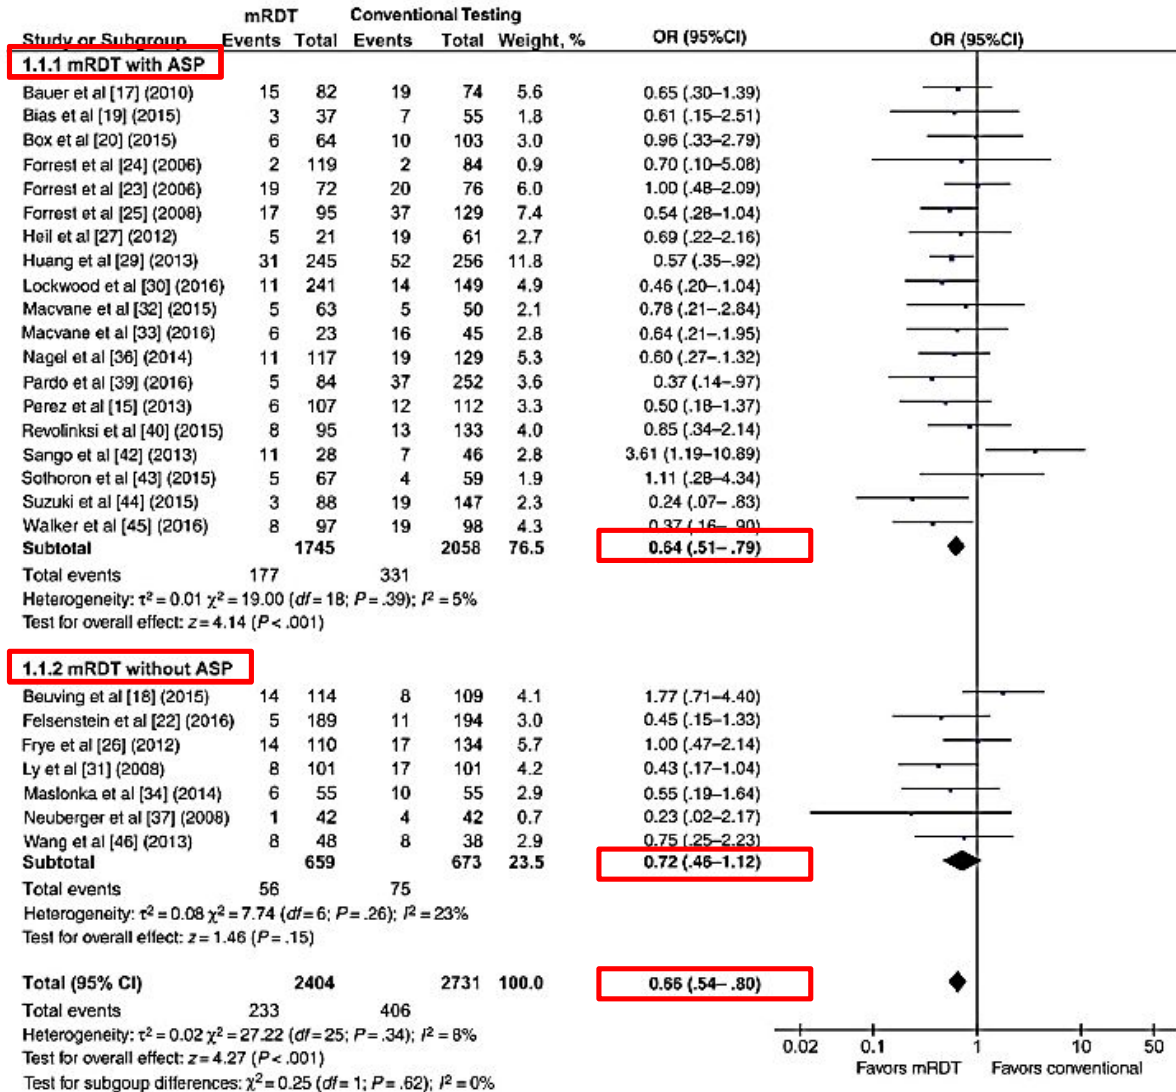 mRDT Conventional Testing
Study or Subgroup Events Total Events Total Weight, % OR (95%CI) OR (95%CI)
1.1.1 mRDT with ASP
Bauer et al [17] (2010) 15 82 19 74 5.6 0.65 (.30–1.39)
Bias et al [19] (2015) 3 37 7 55 1.8 0.61 (.15–2.51)
Box et al [20] (2015) 6 64 10 103 3.0 0.96 (.33–2.79)
Forrest et al [24] (2006) 2 119 2 84 0.9 0.70 (.10–5.08)
Forrest et al [23] (2006) 19 72 20 76 6.0 1.00 (.48–2.09)
Forrest et al [25] (2008) 17 95 37 129 7.4 0.54 (.28–1.04)
Heil et al [27] (2012) 5 21 19 61 2.7 0.69 (.22–2.16)
Huang et al [29] (2013) 31 245 52 256 11.8 0.57 (.35–.92)
Lockwood et al [30] (2016) 11 241 14 149 4.9 0.46 (.20–.1.04)
Macvane et al [32] (2015) 5 63 5 50 2.1 0.78 (.21–2.84)
Macvane et al [33] (2016) 6 23 16 45 2.8 0.64 (.21–.1.95)
Nagel et al [36] (2014) 11 117 19 129 5.3 0.60 (.27–.1.32)
Pardo et al [39] (2016) 5 84 37 252 3.6 0.37 (.14–.97)
Perez et al [15] (2013) 6 107 12 112 3.3 0.50 (.18–1.37)
Revolinksi et al [40] (2015) 8 95 13 133 4.0 0.85 (.34–2.14)
Sango et al [42] (2013) 11 28 7 46 2.8 3.61 (1.19–10.89)
Sothoron et al [43] (2015) 5 67 4 59 1.9 1.11 (.28–4.34)
Suzuki et al [44] (2015) 3 88 19 147 2.3 0.24 (.07–.83)
Walker et al [45] (2016) 8 97 19 98 4.3 0.37 (.16–.90)
Subtotal 1745 2058 76.5 0.64 (.51–.79)
Total events 177 331
Heterogeneity: τ² = 0.01 χ² = 19.00 (df = 18; P = .39); I² = 5%
Test for overall effect: z = 4.14 (P < .001)
1.1.2 mRDT without ASP
Beuving et al [18] (2015) 14 114 8 109 4.1 1.77 (.71–4.40)
Felsenstein et al [22] (2016) 5 189 11 194 3.0 0.45 (.15–1.33)
Frye et al [26] (2012) 14 110 17 134 5.7 1.00 (.47–2.14)
Ly et al [31] (2008) 8 101 17 101 4.2 0.43 (.17–1.04)
Maslonka et al [34] (2014) 6 55 10 55 2.9 0.55 (.19–1.64)
Neuberger et al [37] (2008) 1 42 4 42 0.7 0.23 (.02–2.17)
Wang et al [46] (2013) 8 48 8 38 2.9 0.75 (.25–2.23)
Subtotal 659 673 23.5 0.72 (.46–1.12)
Total events 56 75
Heterogeneity: τ² = 0.08 χ² = 7.74 (df = 6; P = .26); I² = 23%
Test for overall effect: z = 1.46 (P = .15)
Total (95% CI) 2404 2731 100.0 0.66 (.54–.80)
Total events 233 406
Heterogeneity: τ² = 0.02 χ² = 27.22 (df = 25; P = .34); I² = 8%
Test for overall effect: z = 4.27 (P < .001)
Test for subgoup differences: χ² = 0.25 (df = 1; P = .62); I² = 0%
0.02 0.1 1 10 50
Favors mRDT Favors conventional